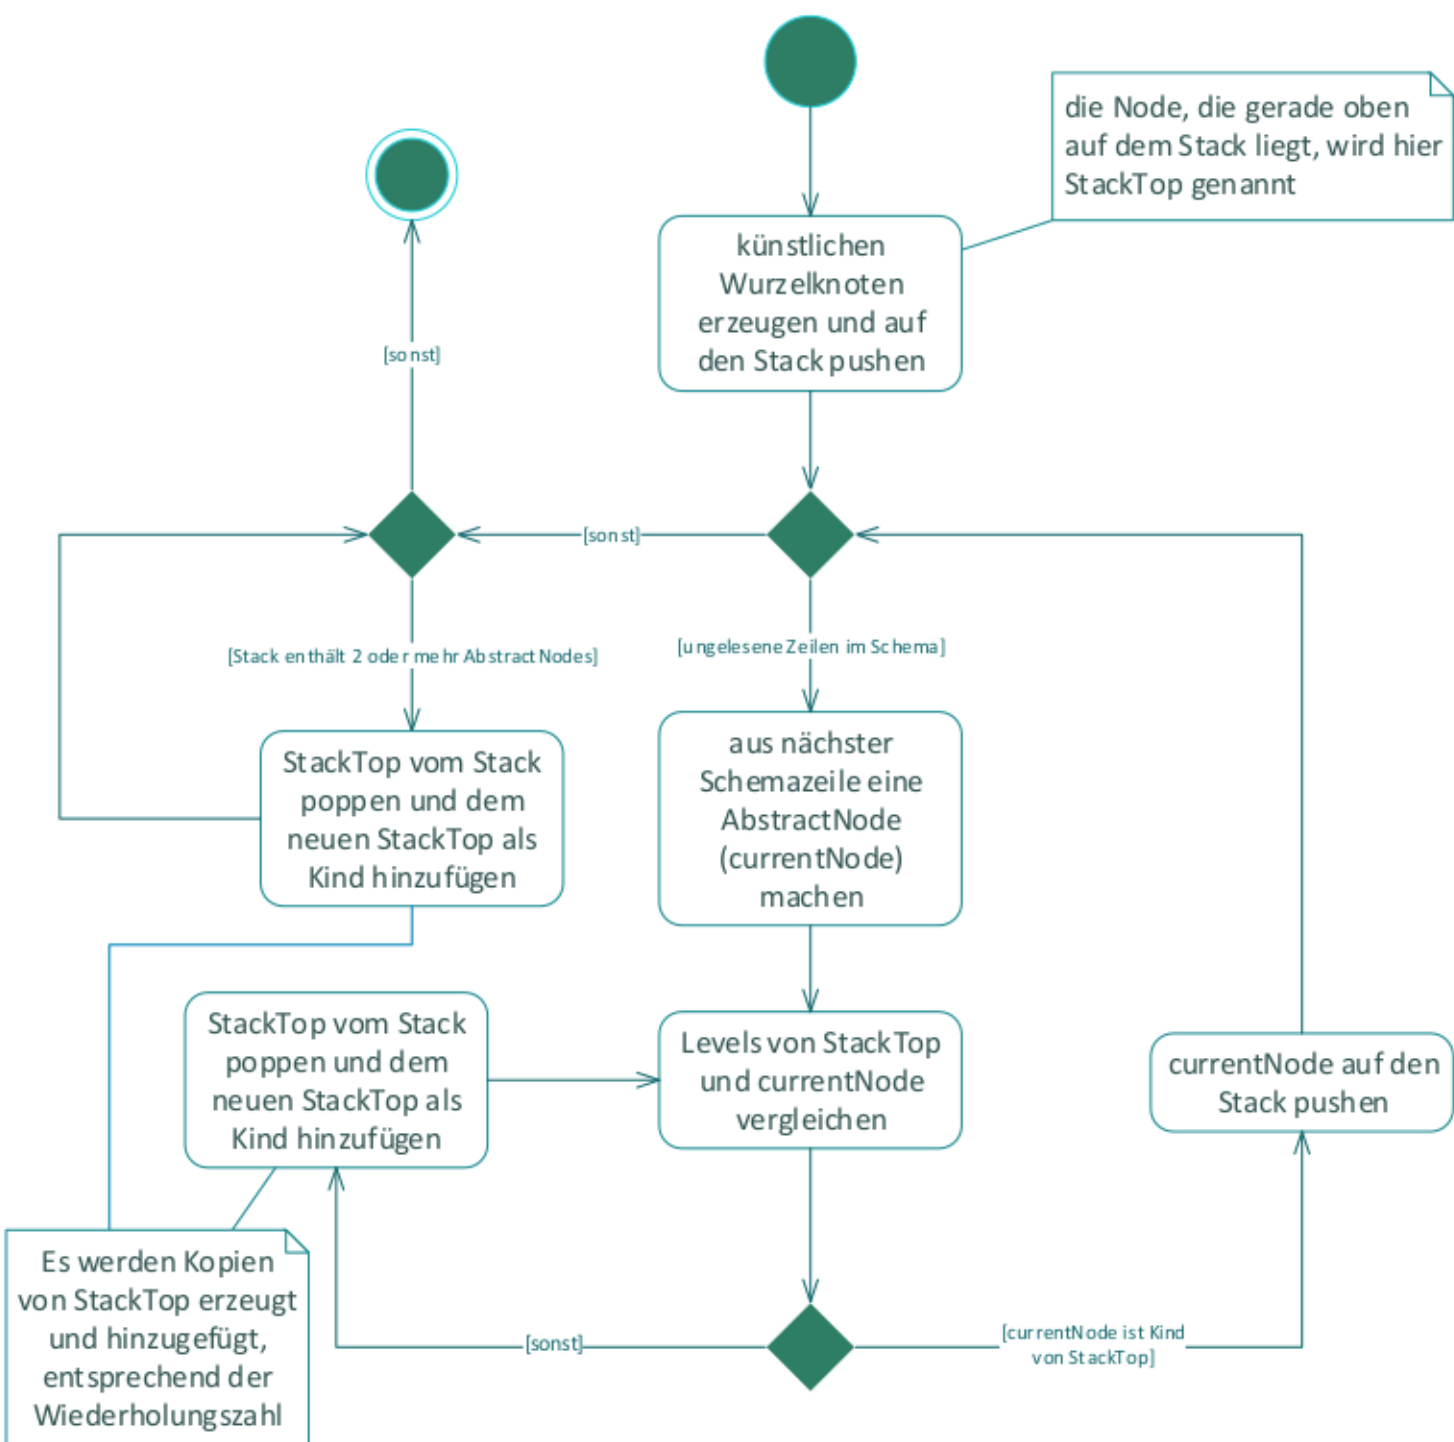 die Node, die gerade oben
auf dem Stack liegt, wird hier
StackTop genannt
künstlichen
Wurzelknoten
erzeugen und auf
den Stack pushen
[sonst]
[sonst]
[Stack enthält 2 oder mehr AbstractNodes]
[ungelesene Zeilen im Schema]
StackTop vom Stack
poppen und dem
neuen StackTop als
Kind hinzufügen
aus nächster
Schemazeile eine
AbstractNode
(currentNode)
machen
StackTop vom Stack
poppen und dem
neuen StackTop als
Kind hinzufügen
Levels von StackTop
und currentNode
vergleichen
currentNode auf den
Stack pushen
Es werden Kopien
von StackTop erzeugt
und hinzugefügt,
entsprechend der
Wiederholungszahl
[sonst]
[currentNode ist Kind
von StackTop]